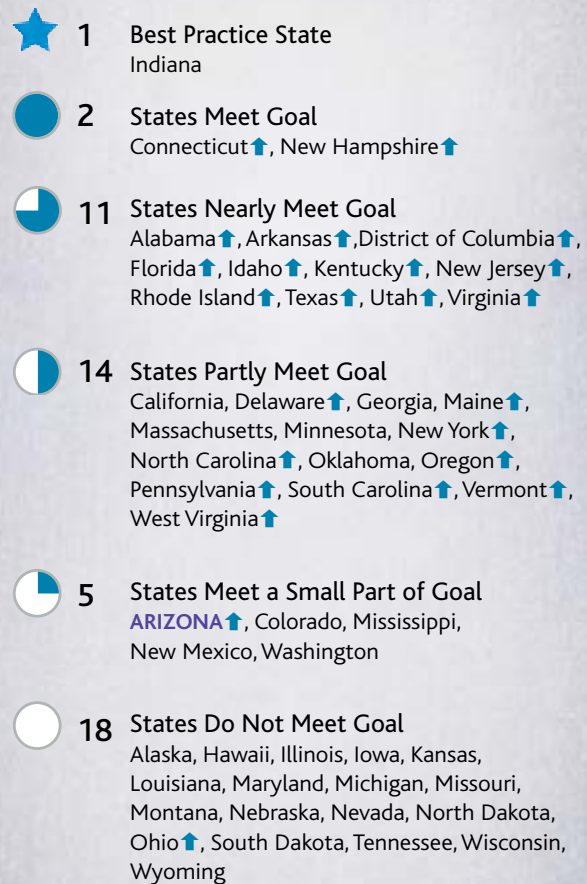 1 Best Practice State
Indiana
2 States Meet Goal
Connecticut⬆, New Hampshire⬆
11 States Nearly Meet Goal
Alabama⬆, Arkansas⬆,District of Columbia⬆,
Florida⬆, Idaho⬆, Kentucky⬆, New Jersey⬆,
Rhode Island⬆, Texas⬆, Utah⬆, Virginia⬆
14 States Partly Meet Goal
California, Delaware⬆, Georgia, Maine⬆,
Massachusetts, Minnesota, New York⬆,
North Carolina⬆, Oklahoma, Oregon⬆,
Pennsylvania⬆, South Carolina⬆, Vermont⬆,
West Virginia⬆
5 States Meet a Small Part of Goal
ARIZONA⬆, Colorado, Mississippi,
New Mexico, Washington
18 States Do Not Meet Goal
Alaska, Hawaii, Illinois, Iowa, Kansas,
Louisiana, Maryland, Michigan, Missouri,
Montana, Nebraska, Nevada, North Dakota,
Ohio⬆, South Dakota, Tennessee, Wisconsin,
Wyoming